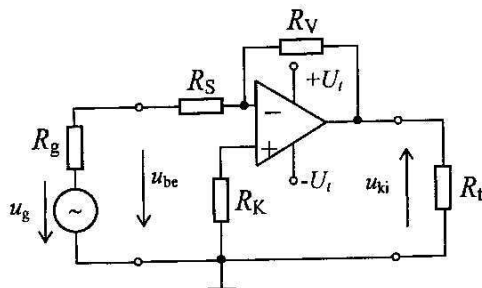 R_V
+U_t
R_S
−
+
R_g
u_be
-U_t
u_ki
R_t
u_g
~
R_K